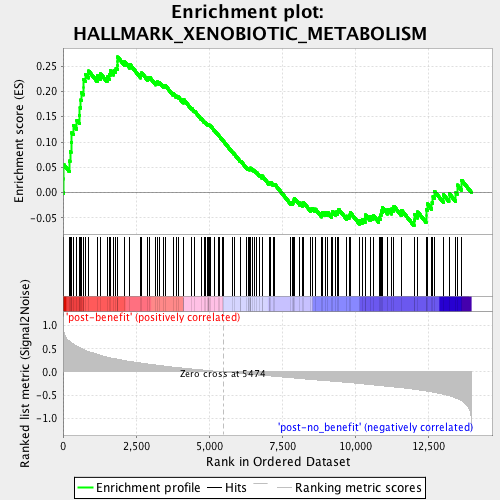 Enrichment plot:
HALLMARK_XENOBIOTIC_METABOLISM
Enrichment score (ES)
0.25
0.20
0.15
0.10
0.05
0.00
-0.05
'post-benefit' (positively correlated)
Ranked list metric (Signal2Noise)
1.0
0.5
0.0
-0.5
-1.0
Zero cross at 5474
'post-no_benefit' (negatively correlated)
0
2,500
5,000
7,500
10,000
12,500
Rank in Ordered Dataset
Enrichment profile
Hits
Ranking metric scores